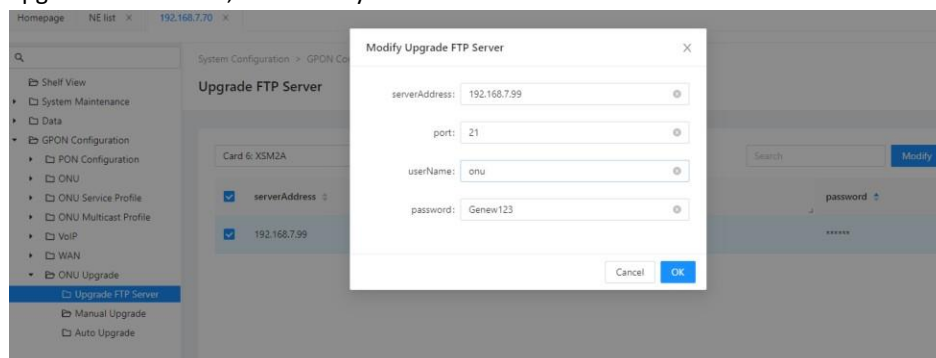 Homepage NE list × 192.168.7.70 ×
System Configuration > GPON Co
Upgrade FTP Server
Shelf View
System Maintenance
Data
GPON Configuration
PON Configuration
ONU
ONU Service Profile
ONU Multicast Profile
VoIP
WAN
ONU Upgrade
Upgrade FTP Server
Manual Upgrade
Auto Upgrade
Card 6: XSM2A
Search
Modify
serverAddress
password
192.168.7.99
******
Modify Upgrade FTP Server
serverAddress: 192.168.7.99
port: 21
userName: onu
password: Genew123
Cancel OK